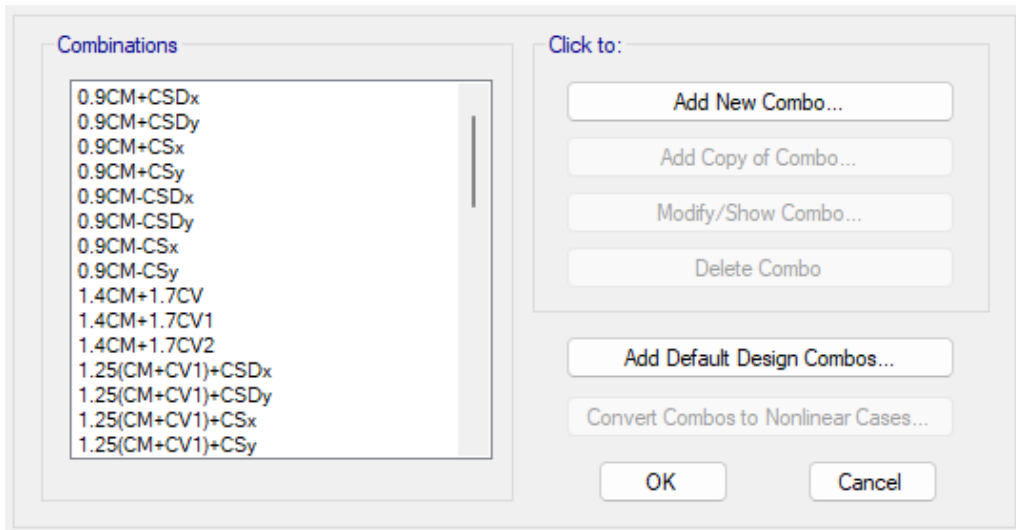 Combinations
0.9CM+CSDx
0.9CM+CSDy
0.9CM+CSx
0.9CM+CSy
0.9CM-CSDx
0.9CM-CSDy
0.9CM-CSx
0.9CM-CSy
1.4CM+1.7CV
1.4CM+1.7CV1
1.4CM+1.7CV2
1.25(CM+CV1)+CSDx
1.25(CM+CV1)+CSDy
1.25(CM+CV1)+CSx
1.25(CM+CV1)+CSy
Click to:
Add New Combo...
Add Copy of Combo...
Modify/Show Combo...
Delete Combo
Add Default Design Combos...
Convert Combos to Nonlinear Cases...
OK
Cancel